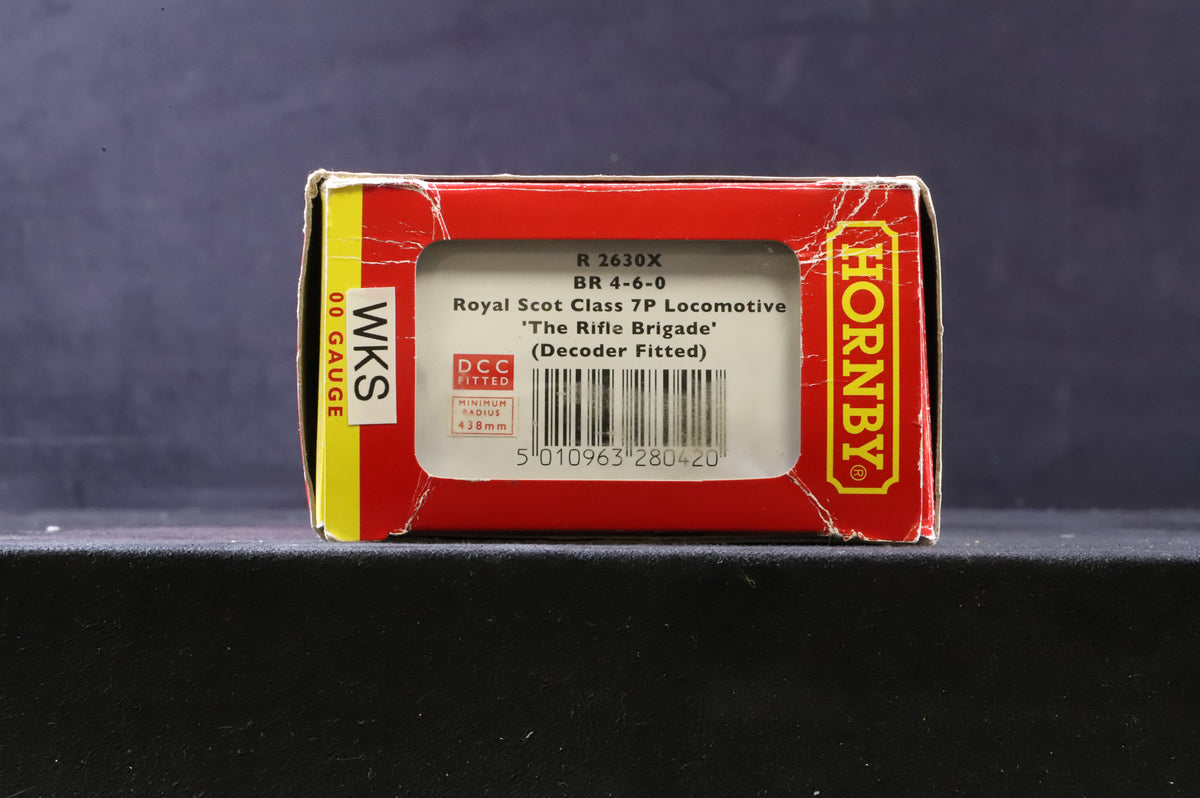 R 2630X
BR 4-6-0
Royal Scot Class 7P Locomotive
'The Rifle Brigade'
(Decoder Fitted)
DCC
FITTED
MINIMUM
RADIUS
438mm
5 010963 280420
00 GAUGE
WKS
HORNBY®